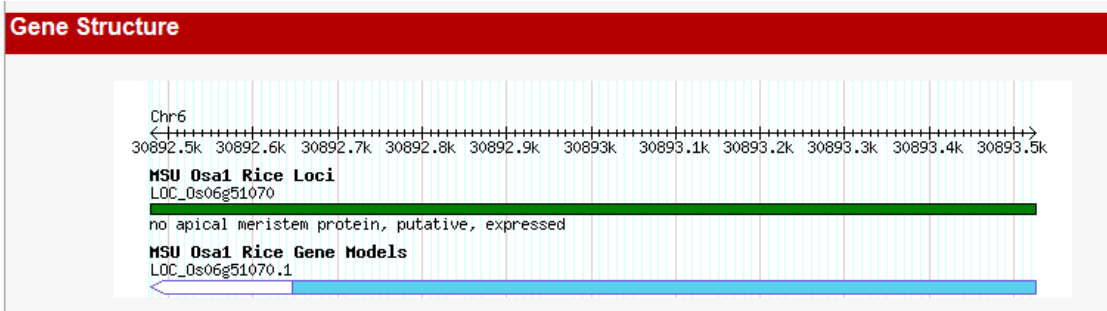 Gene Structure
Chr6
30892.5k 30892.6k 30892.7k 30892.8k 30892.9k 30893k 30893.1k 30893.2k 30893.3k 30893.4k 30893.5k
MSU Osa1 Rice Loci
LOC_Os06g51070
no apical meristem protein, putative, expressed
MSU Osa1 Rice Gene Models
LOC_Os06g51070.1